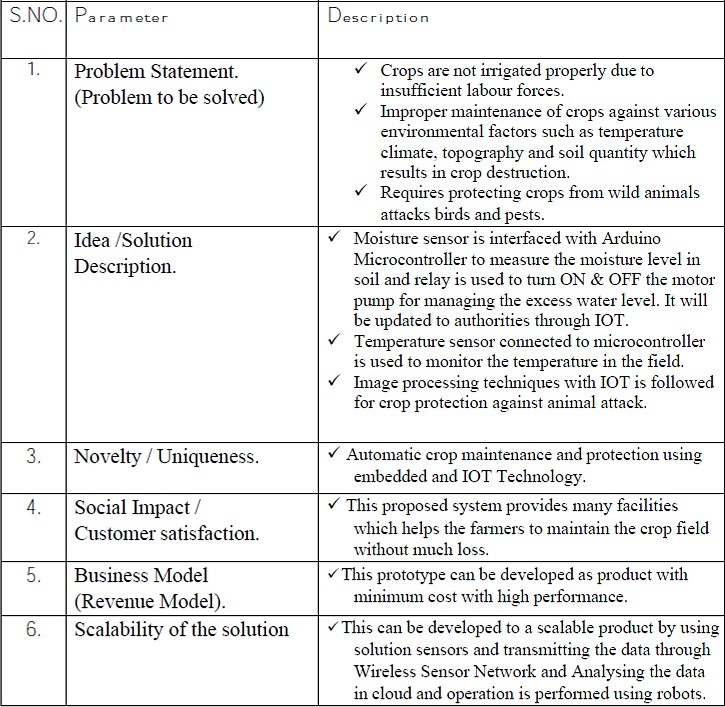 S.NO. Parameter Description
1. Problem Statement.
(Problem to be solved)
✓ Crops are not irrigated properly due to
insufficient labour forces.
✓ Improper maintenance of crops against various
environmental factors such as temperature
climate, topography and soil quantity which
results in crop destruction.
✓ Requires protecting crops from wild animals
attacks birds and pests.
2. Idea /Solution
Description.
✓ Moisture sensor is interfaced with Arduino
Microcontroller to measure the moisture level in
soil and relay is used to turn ON & OFF the motor
pump for managing the excess water level. It will
be updated to authorities through IOT.
✓ Temperature sensor connected to microcontroller
is used to monitor the temperature in the field.
✓ Image processing techniques with IOT is followed
for crop protection against animal attack.
3. Novelty / Uniqueness.
✓ Automatic crop maintenance and protection using
embedded and IOT Technology.
4. Social Impact /
Customer satisfaction.
✓ This proposed system provides many facilities
which helps the farmers to maintain the crop field
without much loss.
5. Business Model
(Revenue Model).
✓ This prototype can be developed as product with
minimum cost with high performance.
6. Scalability of the solution
✓ This can be developed to a scalable product by using
solution sensors and transmitting the data through
Wireless Sensor Network and Analysing the data
in cloud and operation is performed using robots.